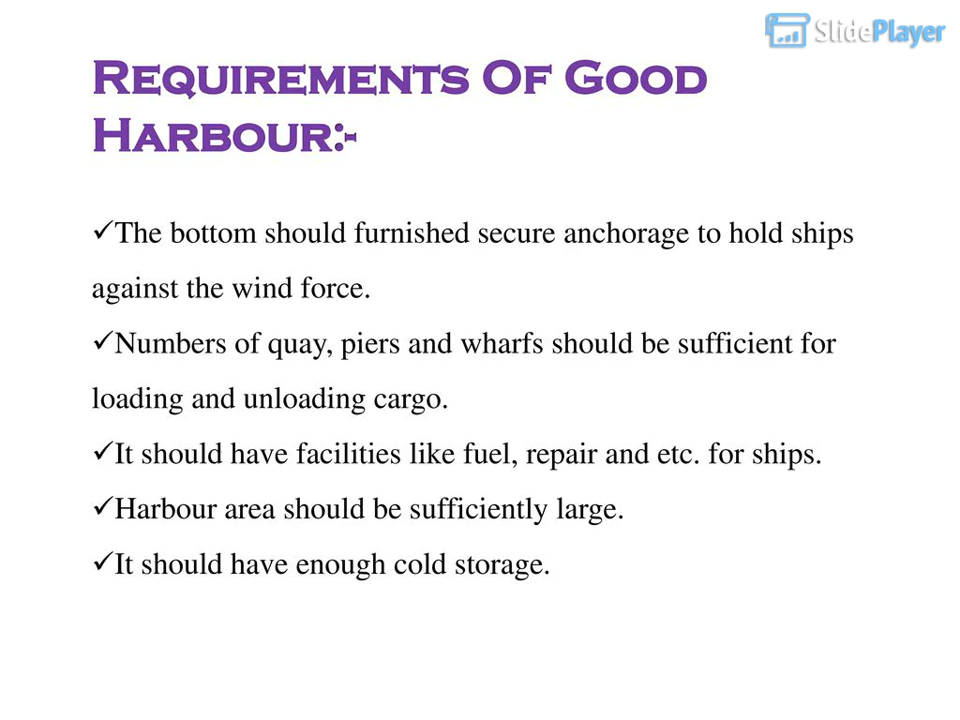 SlidePlayer
Requirements Of Good
Harbour:-
✓The bottom should furnished secure anchorage to hold ships
against the wind force.
✓Numbers of quay, piers and wharfs should be sufficient for
loading and unloading cargo.
✓It should have facilities like fuel, repair and etc. for ships.
✓Harbour area should be sufficiently large.
✓It should have enough cold storage.